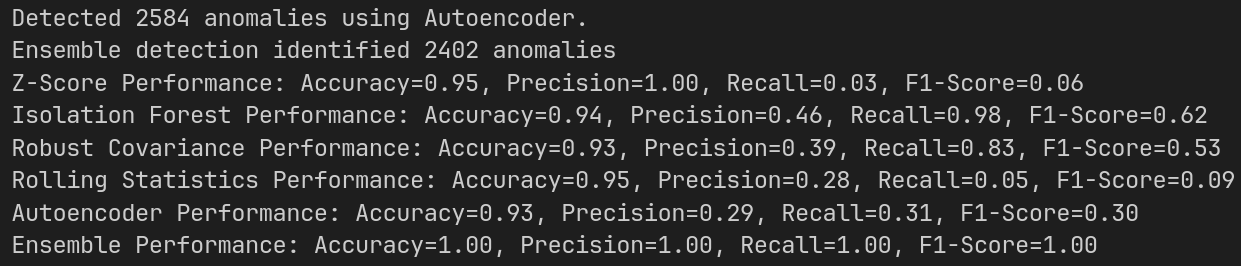 Detected 2584 anomalies using Autoencoder.
Ensemble detection identified 2402 anomalies
Z-Score Performance: Accuracy=0.95, Precision=1.00, Recall=0.03, F1-Score=0.06
Isolation Forest Performance: Accuracy=0.94, Precision=0.46, Recall=0.98, F1-Score=0.62
Robust Covariance Performance: Accuracy=0.93, Precision=0.39, Recall=0.83, F1-Score=0.53
Rolling Statistics Performance: Accuracy=0.95, Precision=0.28, Recall=0.05, F1-Score=0.09
Autoencoder Performance: Accuracy=0.93, Precision=0.29, Recall=0.31, F1-Score=0.30
Ensemble Performance: Accuracy=1.00, Precision=1.00, Recall=1.00, F1-Score=1.00